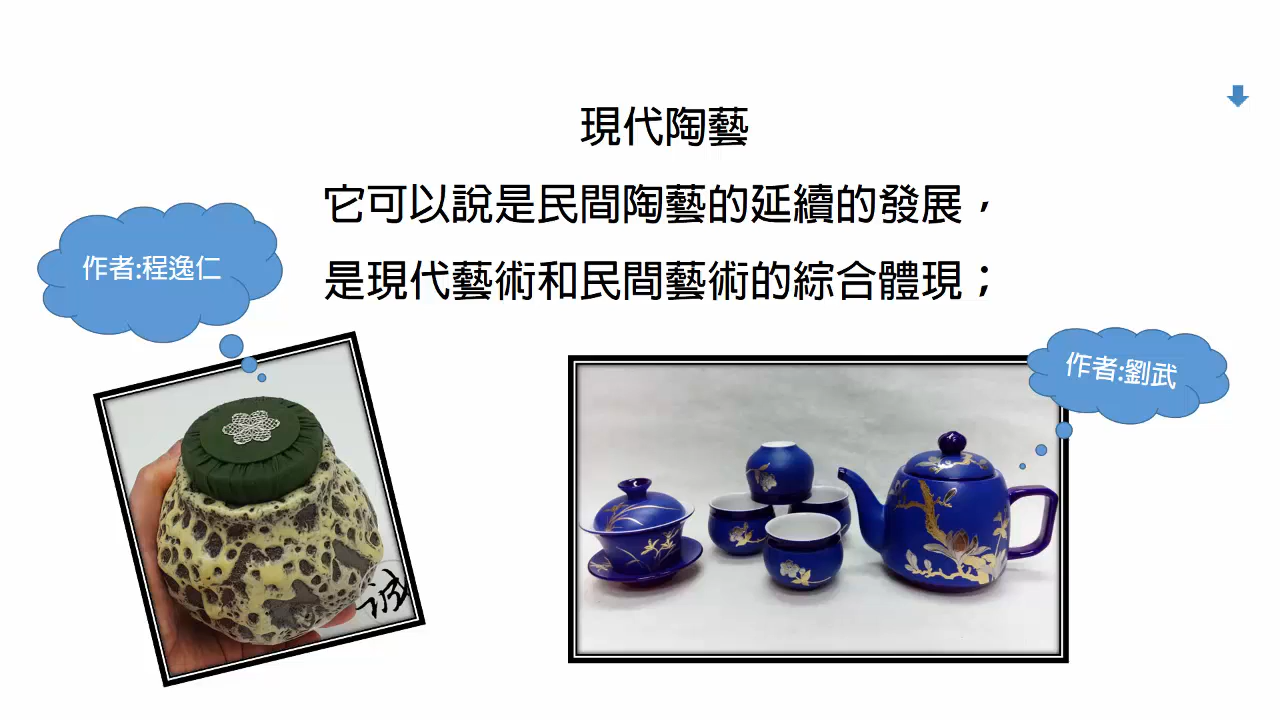 現代陶藝
它可以說是民間陶藝的延續的發展，
是現代藝術和民間藝術的綜合體現；
作者:程逸仁
作者:劉武